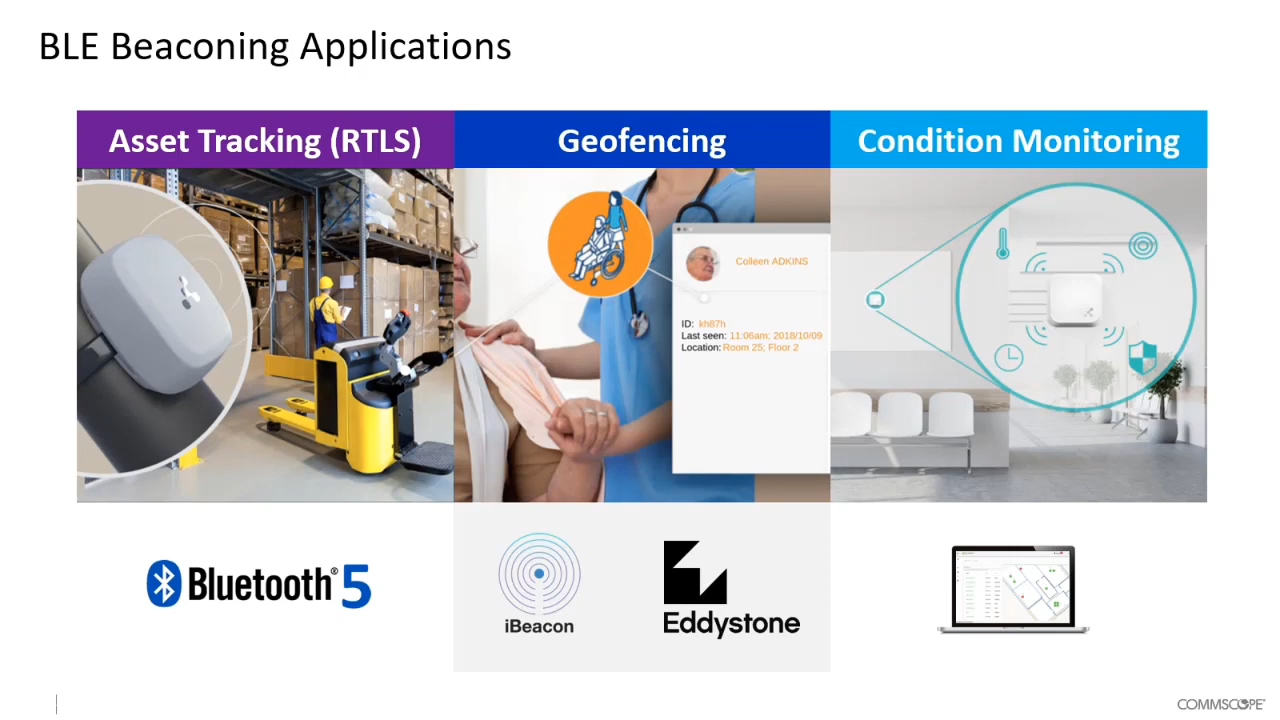 BLE Beaconing Applications
Asset Tracking (RTLS)
Geofencing
Condition Monitoring
Colleen ADKINS
ID: kh87h
Last seen: 11:06am; 2018/10/09
Location: Room 25; Floor 2
Bluetooth® 5
iBeacon
Eddystone
COMMSCOPE®